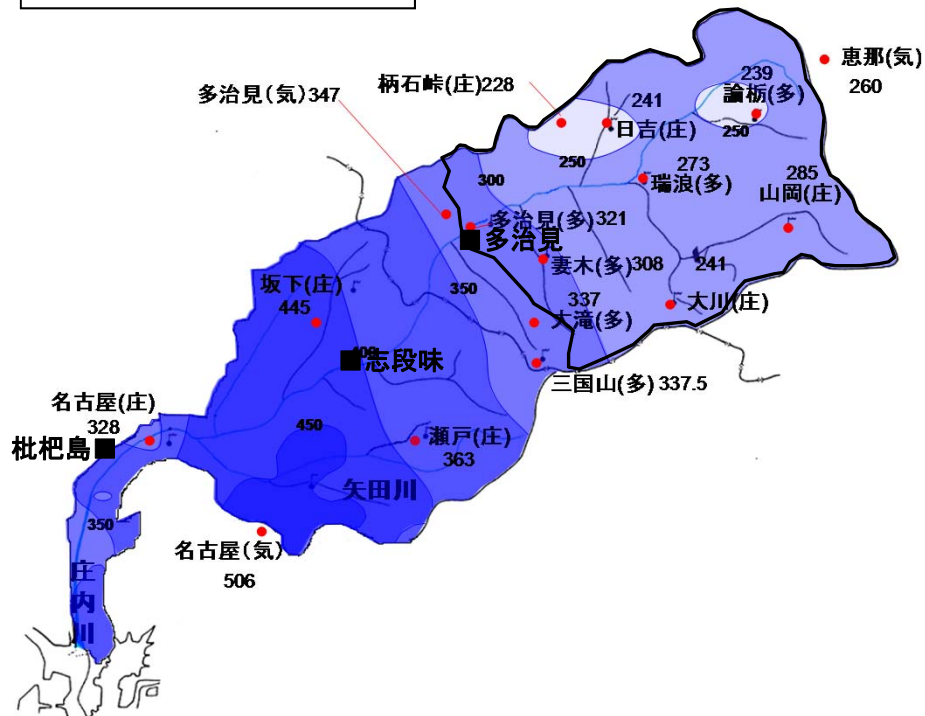 恵那(気)
260
柄石峠(庄)228
多治見(気)347
239
論栃(多)
250
241
日吉(庄)
250
273
瑞浪(多)
285
山岡(庄)
300
多治見(多)321
多治見
妻木(多)308
241
350
坂下(庄)
445
337
大滝(多)
大川(庄)
400
志段味
三国山(多)337.5
名古屋(庄)
328
枇杷島
450
瀬戸(庄)
363
矢田川
350
名古屋(気)
506
庄内川